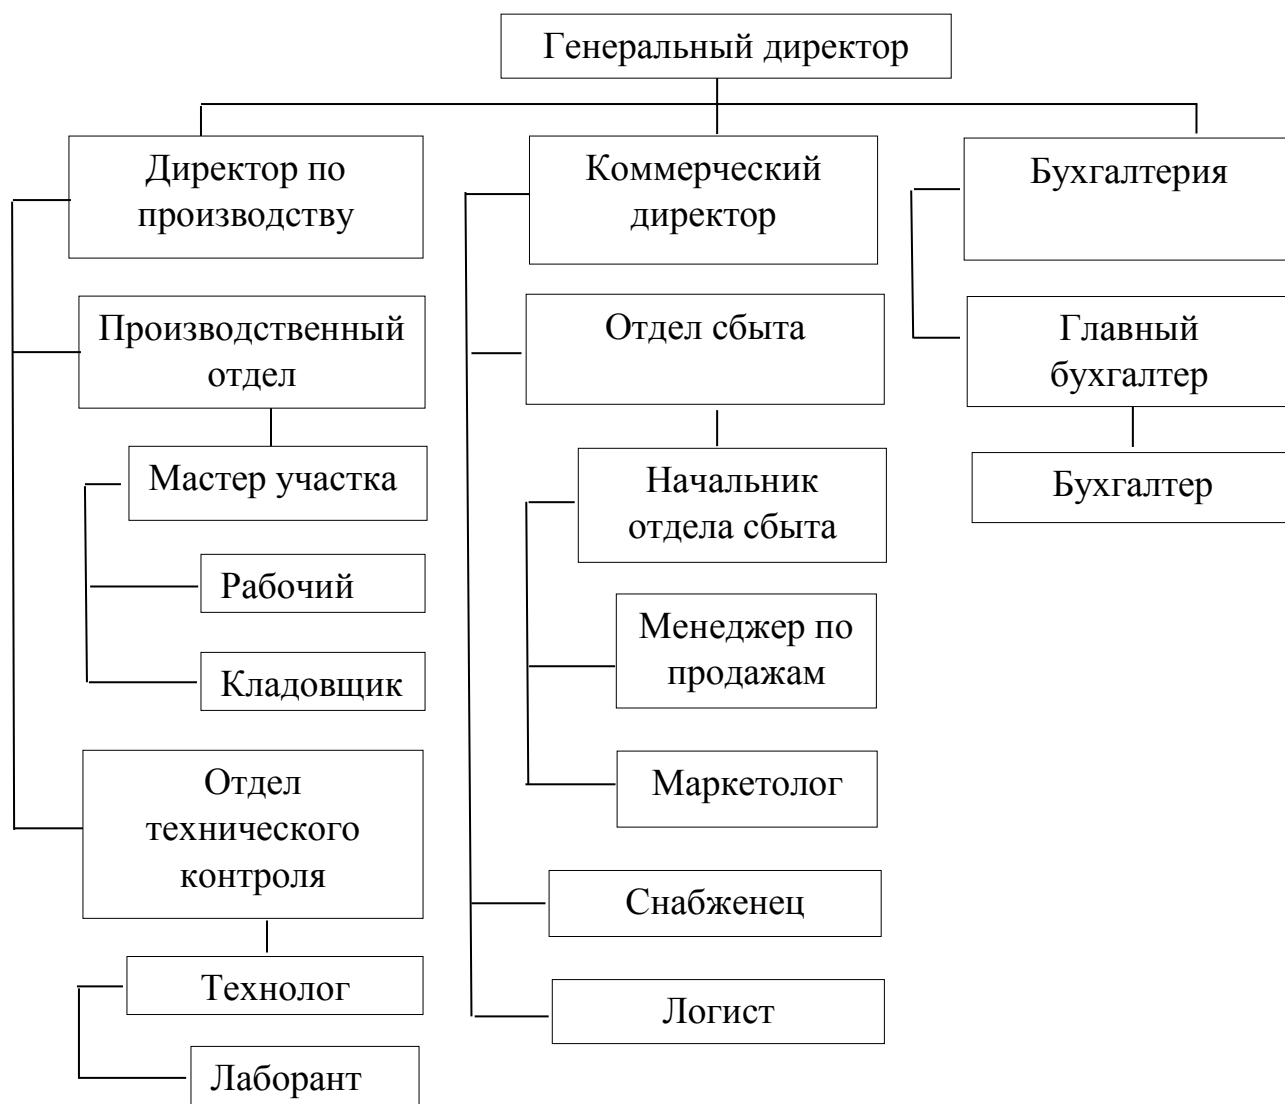 Генеральный директор
Директор по
производству
Производственный
отдел
Мастер участка
Рабочий
Кладовщик
Отдел
технического
контроля
Технолог
Лаборант
Коммерческий
директор
Отдел сбыта
Начальник
отдела сбыта
Менеджер по
продажам
Маркетолог
Снабженец
Логист
Бухгалтерия
Главный
бухгалтер
Бухгалтер